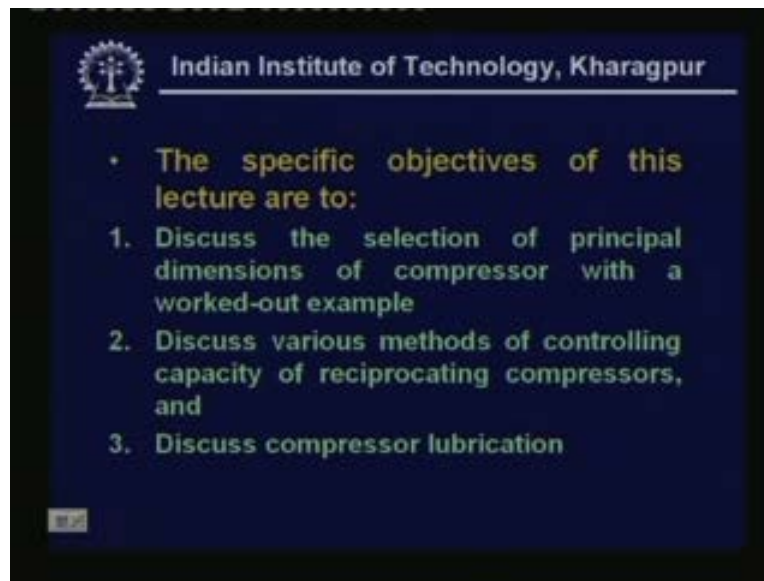 Indian Institute of Technology, Kharagpur
• The specific objectives of this
lecture are to:
1. Discuss the selection of principal
dimensions of compressor with a
worked-out example
2. Discuss various methods of controlling
capacity of reciprocating compressors,
and
3. Discuss compressor lubrication